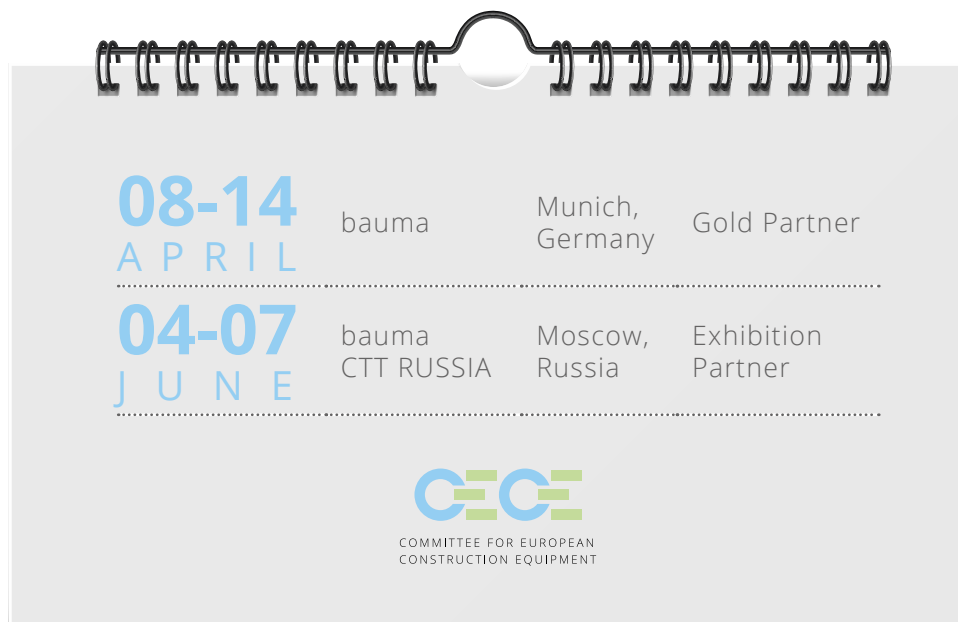 08-14
APRIL
bauma
Munich,
Germany
Gold Partner
04-07
JUNE
bauma
CTT RUSSIA
Moscow,
Russia
Exhibition
Partner
CECE
COMMITTEE FOR EUROPEAN
CONSTRUCTION EQUIPMENT